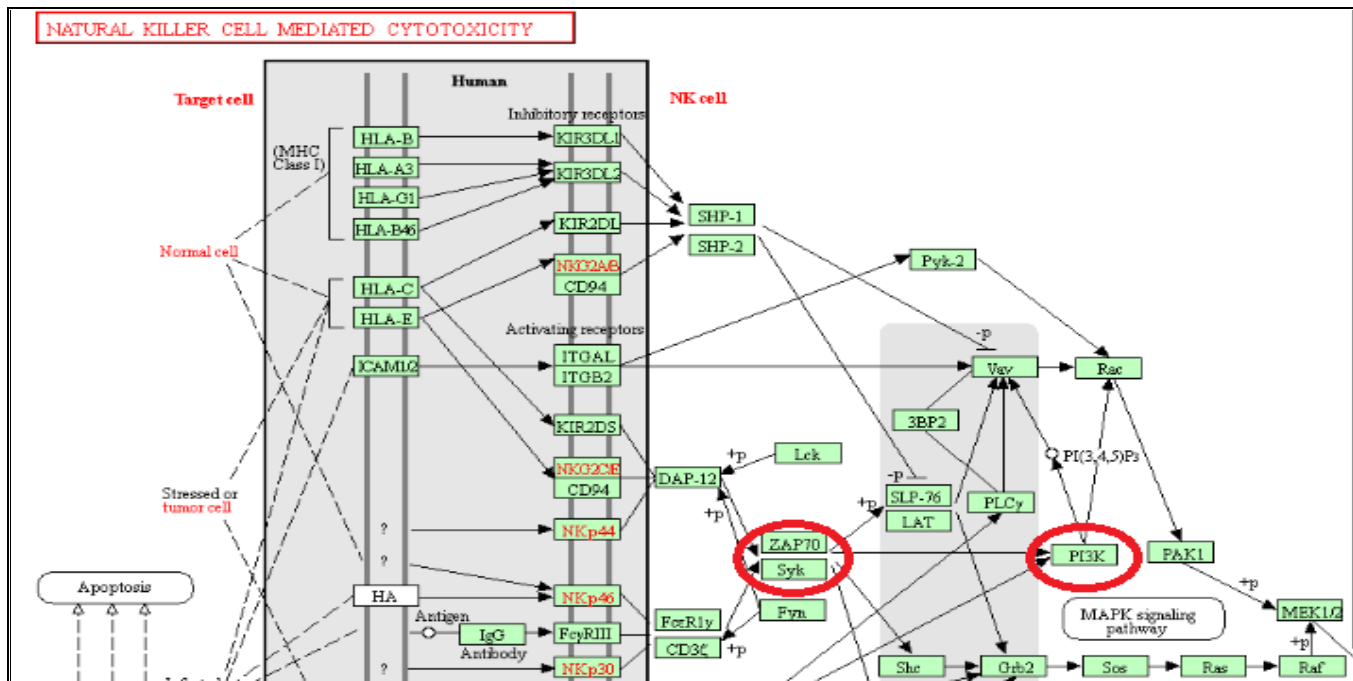 NATURAL KILLER CELL MEDIATED CYTOTOXICITY
Target cell
Human
NK cell
Inhibitory receptors
(MHC
Class I)
HLA-B
KIR3DL1
HLA-A3
KIR3DL2
HLA-G1
HLA-B46
KIR2DL
SHP-1
SHP-2
Normal cell
NKG2A/B
CD94
Pyk-2
HLA-C
HLA-E
Activating receptors
-p
ICAM1/2
ITGAL
ITGB2
Vav
Rac
KIR2DS
3BP2
+p
Lck
PI(3,4,5)P3
NKG2C/E
CD94
DAP-12
-p
SLP-76
LAT
PLCγ
Stressed or
tumor cell
+p
+p
?
NKp44
ZAP70
Syk
PI3K
PAK1
?
Apoptosis
HA
NKp46
Fyn
+p
MEK1/2
Antigen
IgG
Antibody
FcγRIII
FcεR1γ
CD3ζ
+p
MAPK signaling
pathway
+p
?
NKp30
Shc
Grb2
Sos
Ras
Raf